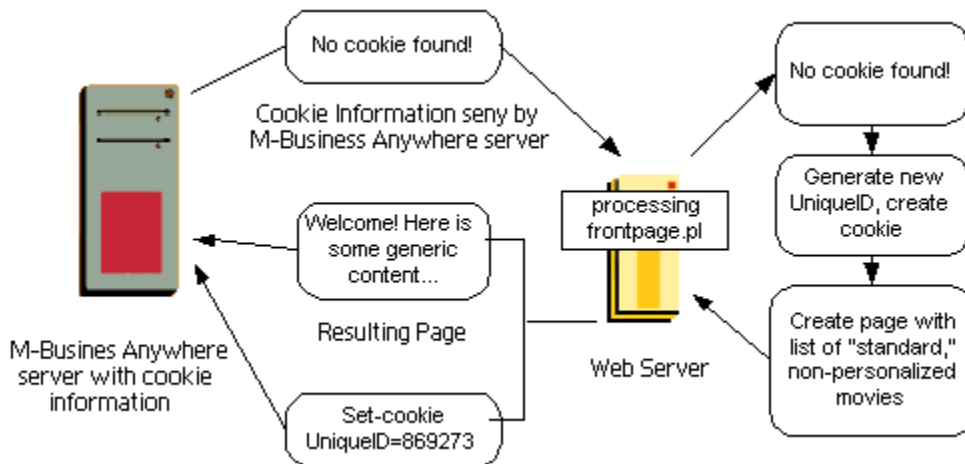 No cookie found!
Cookie Information seny by
M-Business Anywhere server
No cookie found!
Generate new
UniqueID, create
cookie
processing
frontpage.pl
Welcome! Here is
some generic
content...
Resulting Page
Create page with
list of "standard,"
non-personalized
movies
M-Busines Anywhere
server with cookie
information
Web Server
Set-cookie
UniqueID=869273